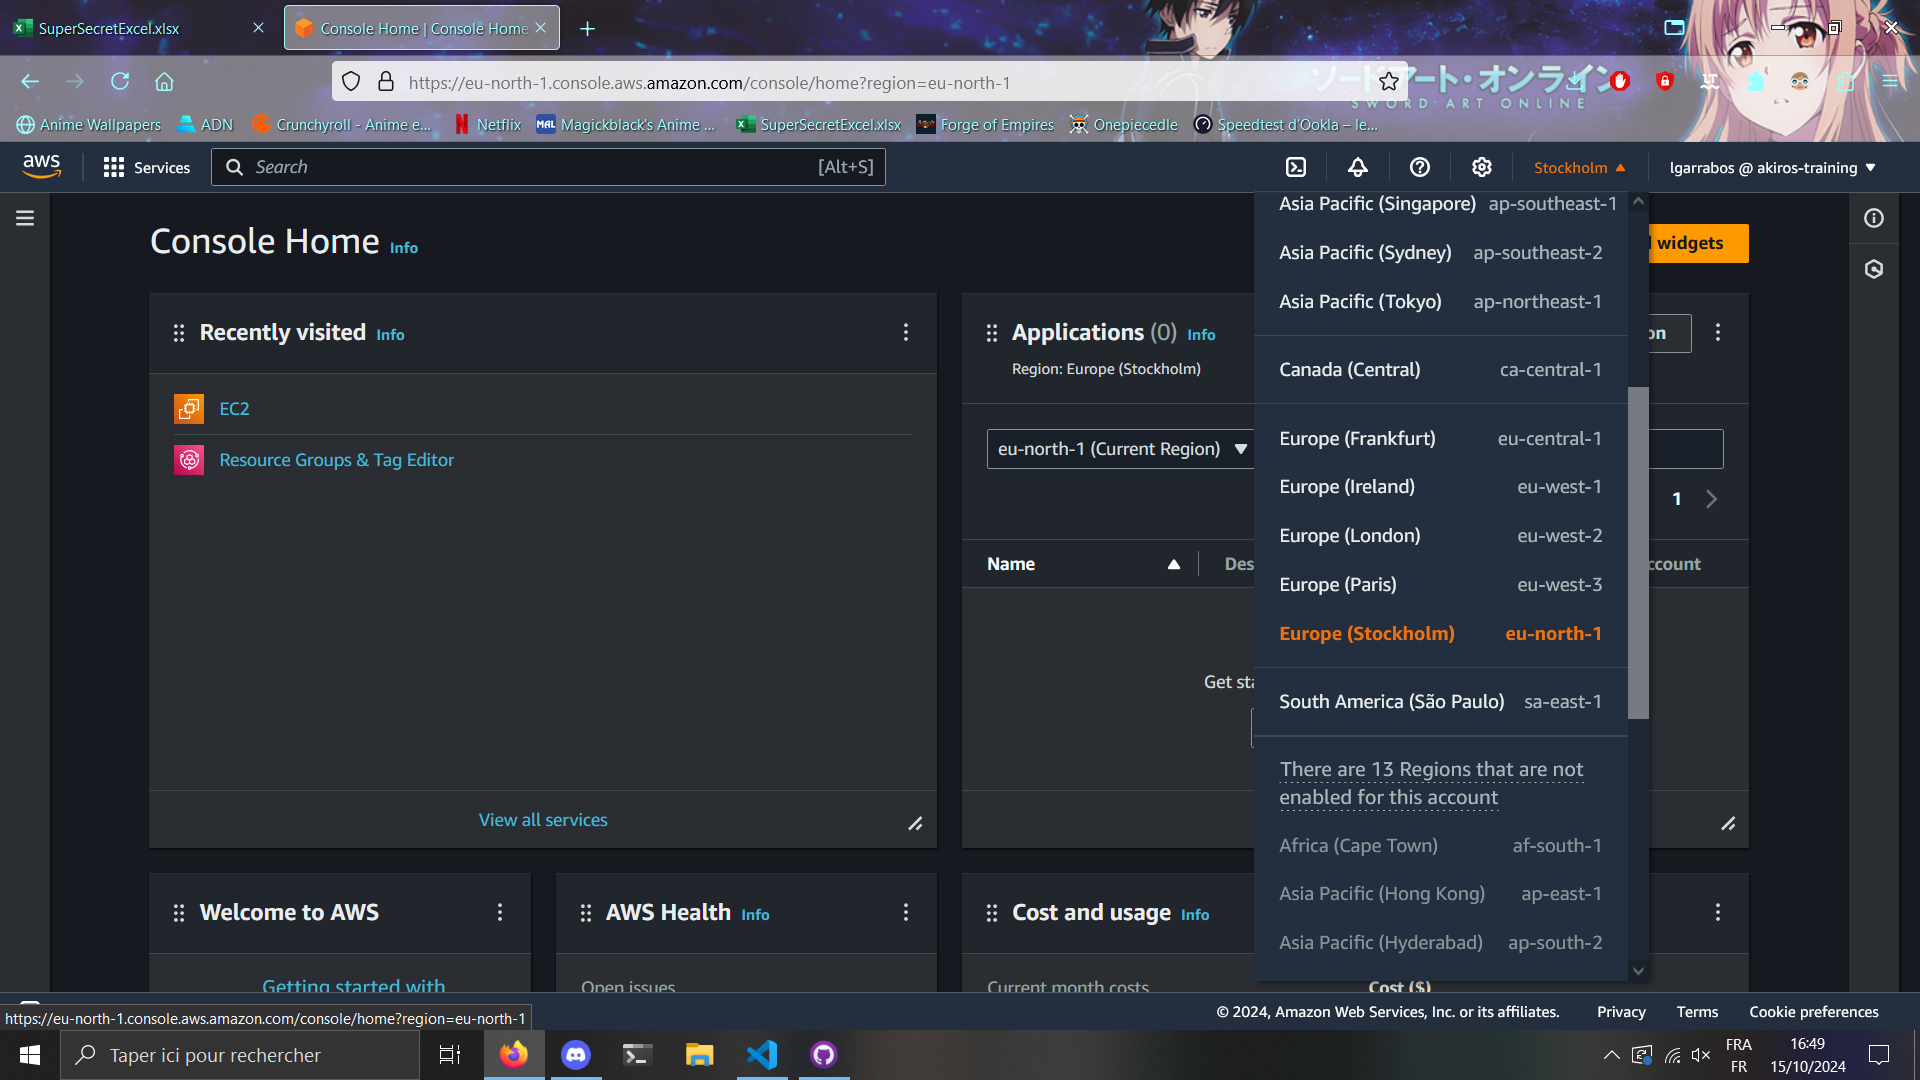 SuperSecretExcel.xlsx
Console Home | Console Home
https://eu-north-1.console.aws.amazon.com/console/home?region=eu-north-1
ソードアート・オンライン
SWORD ART ONLINE
Anime Wallpapers
ADN
Crunchyroll - Anime e...
Netflix
MAL
Magickblack's Anime ...
SuperSecretExcel.xlsx
Forge of Empires
Onepiecedle
Speedtest d'Ookla – le...
aws
Services
Search
[Alt+S]
Stockholm
lgarrabos @ akiros-training
Console Home Info
widgets
Asia Pacific (Singapore) ap-southeast-1
Asia Pacific (Sydney) ap-southeast-2
Asia Pacific (Tokyo) ap-northeast-1
Canada (Central) ca-central-1
Europe (Frankfurt) eu-central-1
Europe (Ireland) eu-west-1
Europe (London) eu-west-2
Europe (Paris) eu-west-3
Europe (Stockholm) eu-north-1
South America (São Paulo) sa-east-1
There are 13 Regions that are not
enabled for this account
Africa (Cape Town) af-south-1
Asia Pacific (Hong Kong) ap-east-1
Asia Pacific (Hyderabad) ap-south-2
Recently visited Info
EC2
Resource Groups & Tag Editor
View all services
Applications (0) Info
Region: Europe (Stockholm)
on
eu-north-1 (Current Region)
1
Name
Des
ccount
Get sta
Welcome to AWS
Getting started with
AWS Health Info
Open issues
Cost and usage Info
Current month costs
Cost ($)
https://eu-north-1.console.aws.amazon.com/console/home?region=eu-north-1
© 2024, Amazon Web Services, Inc. or its affiliates.
Privacy
Terms
Cookie preferences
Taper ici pour rechercher
FRA
FR
16:49
15/10/2024